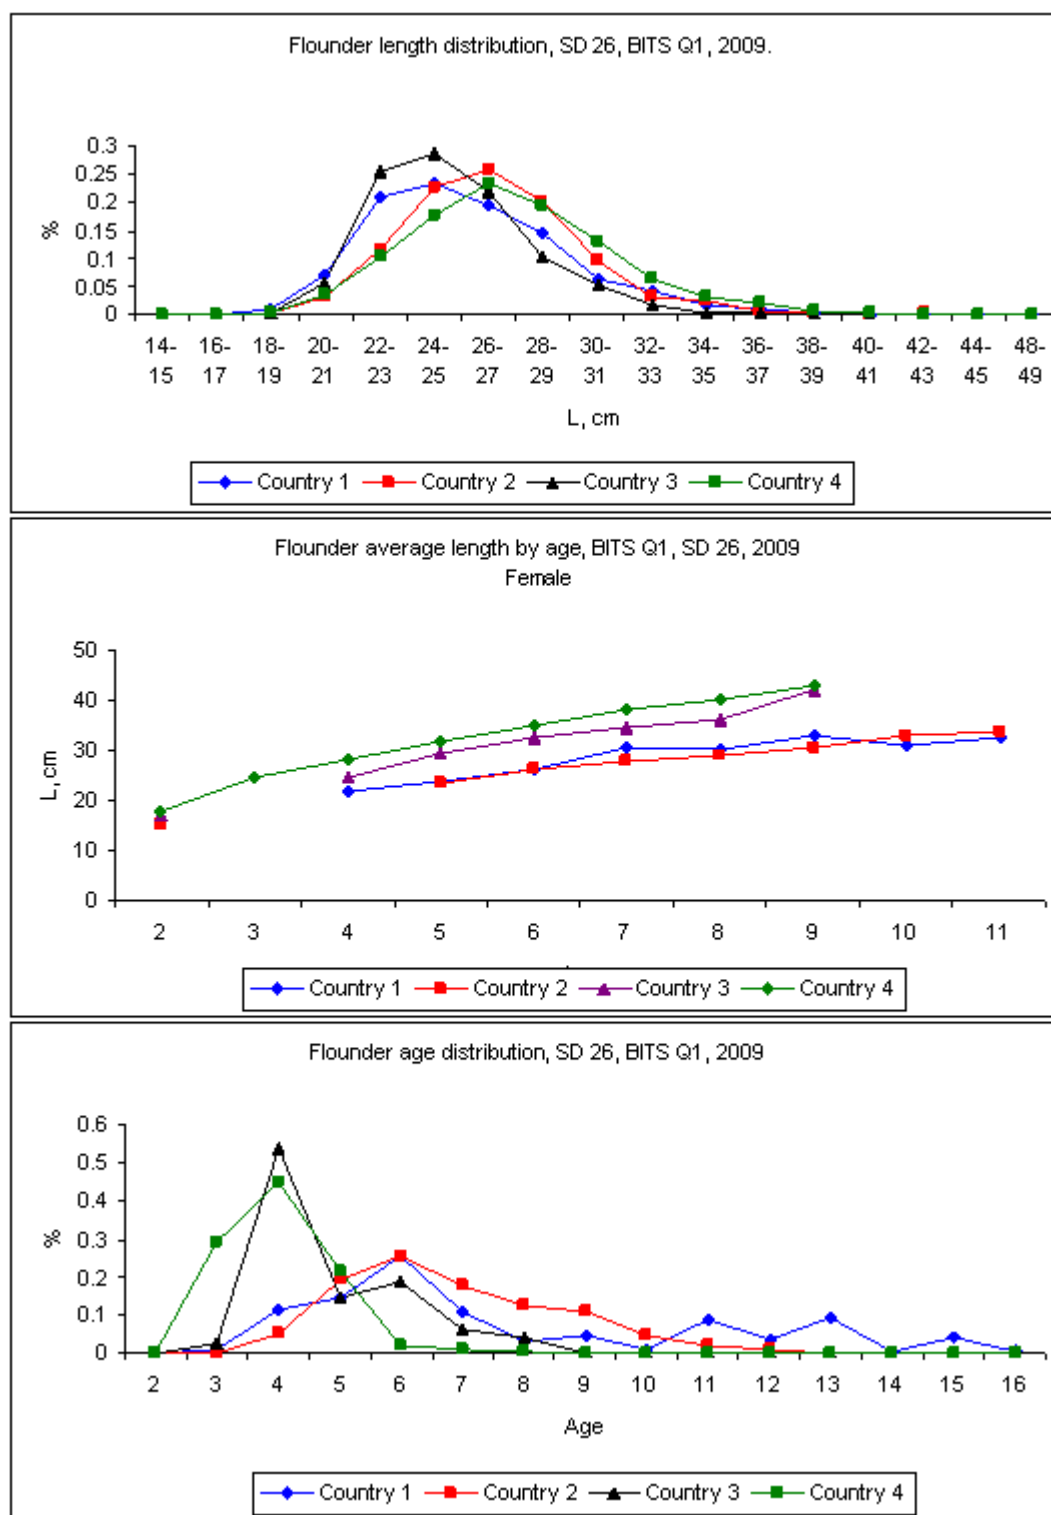 Flounder length distribution, SD 26, BITS Q1, 2009.
0.3
0.25
0.2
0.15
0.1
0.05
0
%
14- 16- 18- 20- 22- 24- 26- 28- 30- 32- 34- 36- 38- 40- 42- 44- 48-
15 17 19 21 23 25 27 29 31 33 35 37 39 41 43 45 49
L, cm
Country 1 Country 2 Country 3 Country 4
Flounder average length by age, BITS Q1, SD 26, 2009
Female
50
40
30
20
10
0
L, cm
2 3 4 5 6 7 8 9 10 11
Country 1 Country 2 Country 3 Country 4
Flounder age distribution, SD 26, BITS Q1, 2009
0.6
0.5
0.4
0.3
0.2
0.1
0
%
2 3 4 5 6 7 8 9 10 11 12 13 14 15 16
Age
Country 1 Country 2 Country 3 Country 4